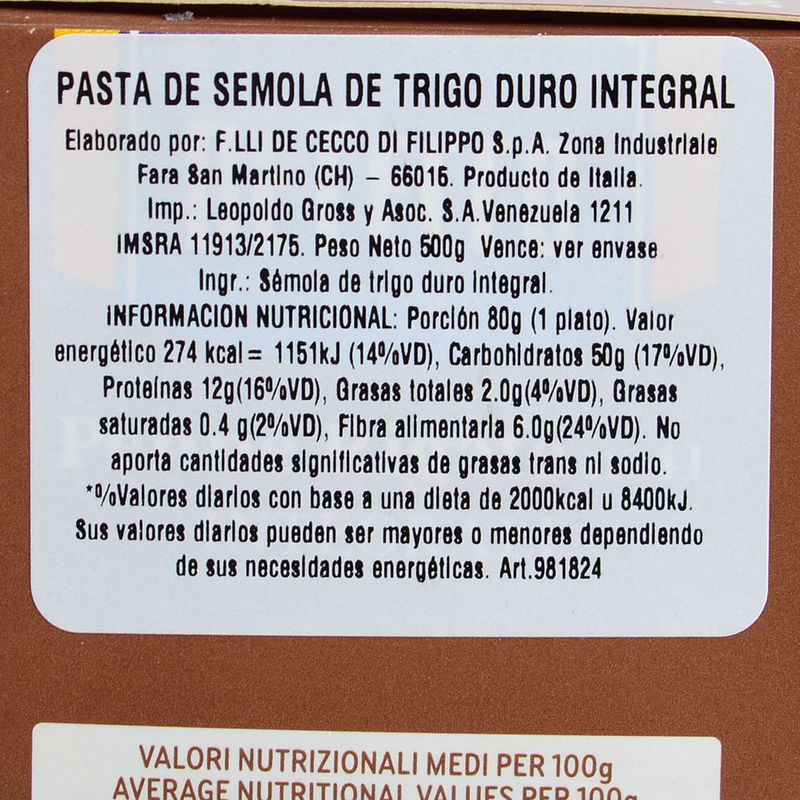 PASTA DE SEMOLA DE TRIGO DURO INTEGRAL
Elaborado por: F.LLI DE CECCO DI FILIPPO S.p.A. Zona Industriale
Fara San Martino (CH) – 66015. Producto de Italia.
Imp.: Leopoldo Gross y Asoc. S.A.Venezuela 1211
IMSRA 11913/2175. Peso Neto 500g Vence: ver envase
Ingr.: Sémola de trigo duro integral.
INFORMACION NUTRICIONAL: Porción 80g (1 plato). Valor
energético 274 kcal= 1151kJ (14%VD), Carbohidratos 50g (17%VD),
Proteínas 12g(16%VD), Grasas totales 2.0g(4%VD), Grasas
saturadas 0.4 g(2%VD), Fibra alimentaria 6.0g(24%VD). No
aporta cantidades significativas de grasas trans ni sodio.
*%Valores diarios con base a una dieta de 2000kcal u 8400kJ.
Sus valores diarios pueden ser mayores o menores dependiendo
de sus necesidades energéticas. Art.981824
VALORI NUTRIZIONALI MEDI PER 100g
AVERAGE NUTRITIONAL VALUES PER 100g